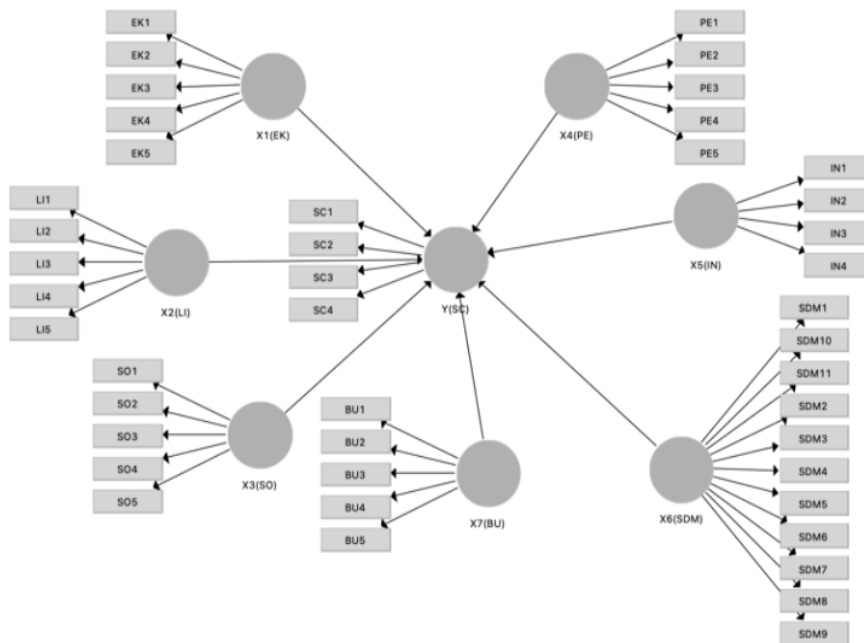 EK1
EK2
EK3
EK4
EK5
X1(EK)
PE1
PE2
PE3
PE4
PE5
X4(PE)
LI1
LI2
LI3
LI4
LI5
X2(LI)
SC1
SC2
SC3
SC4
Y(SC)
IN1
IN2
IN3
IN4
X5(IN)
SO1
SO2
SO3
SO4
SO5
X3(SO)
BU1
BU2
BU3
BU4
BU5
X7(BU)
SDM1
SDM10
SDM11
SDM2
SDM3
SDM4
SDM5
SDM6
SDM7
SDM8
SDM9
X6(SDM)